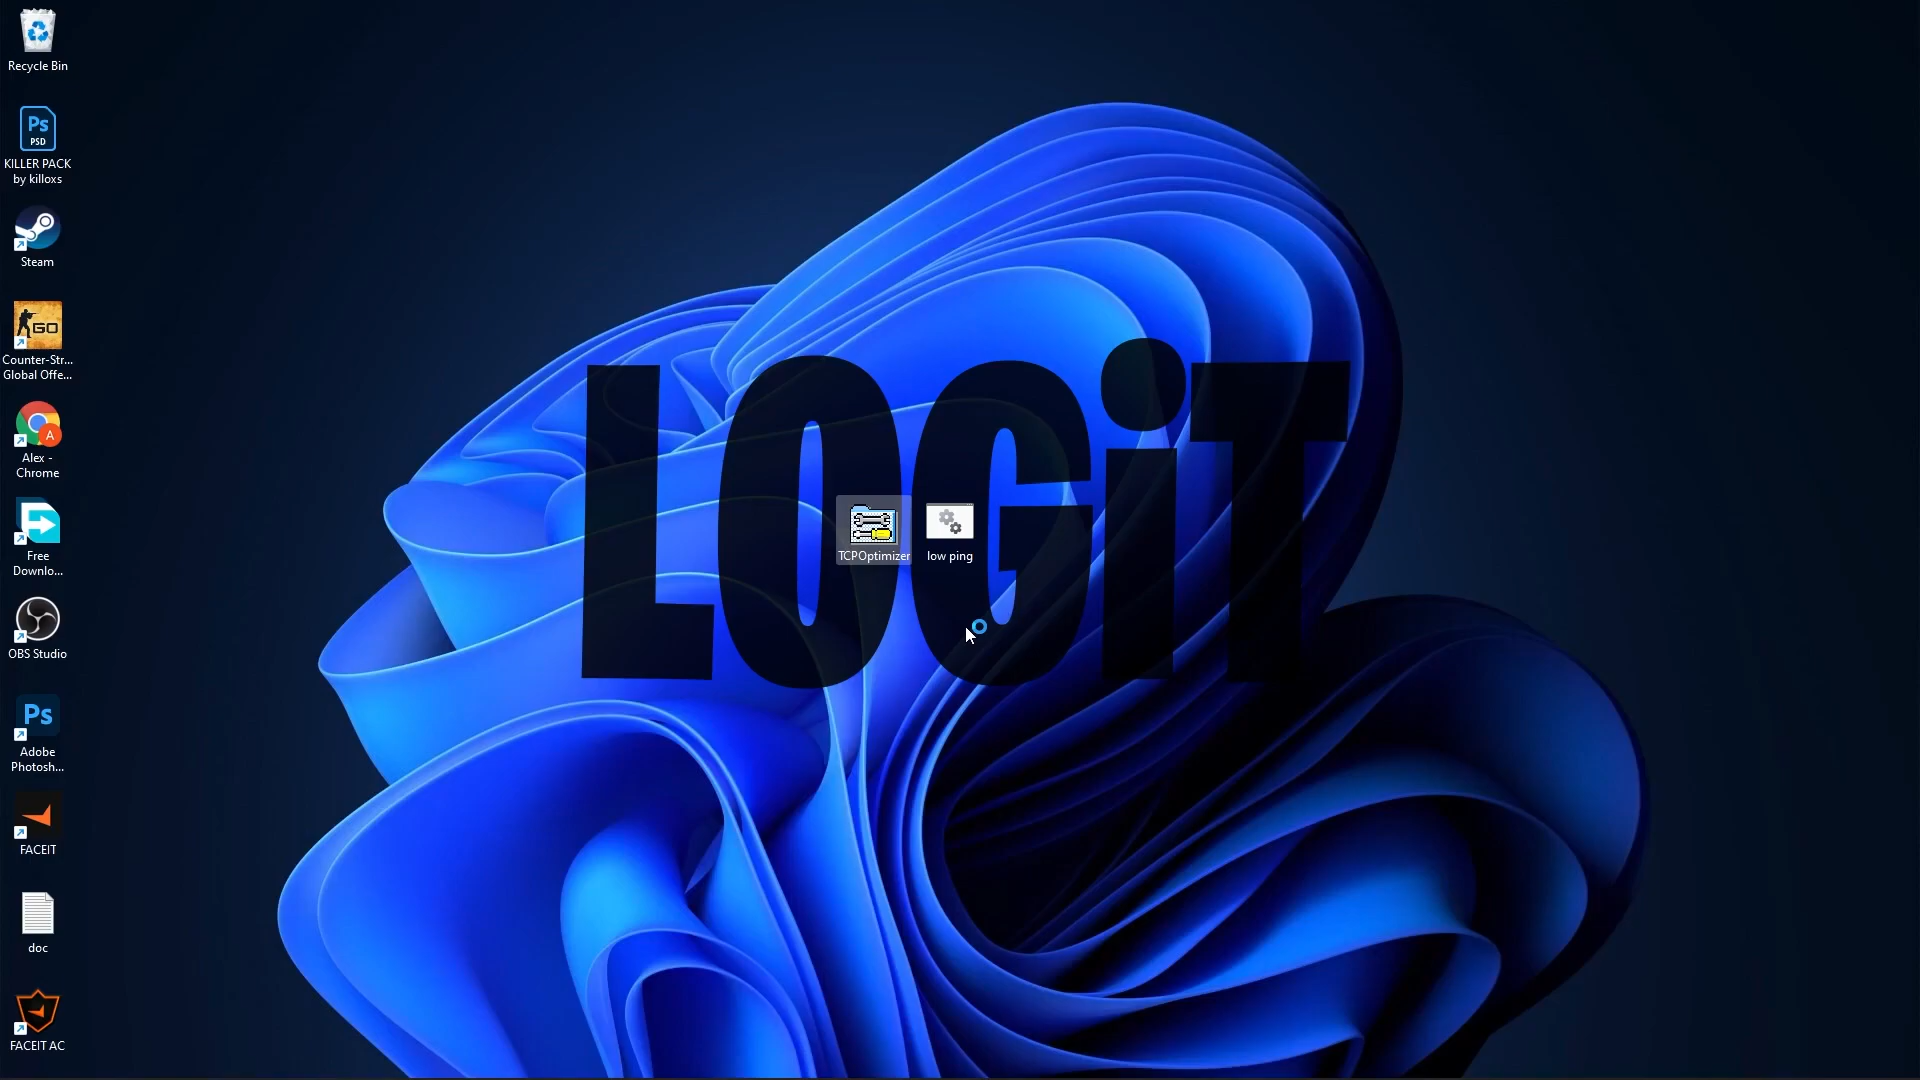 Recycle Bin
Ps
PSD
KILLER PACK
by killoxs
Steam
GO
Counter-Str...
Global Offe...
A
Alex -
Chrome
Free
Downlo...
OBS Studio
Ps
Adobe
Photosh...
FACEIT
doc
FACEIT AC
LOGiT
TCPOptimizer
low ping